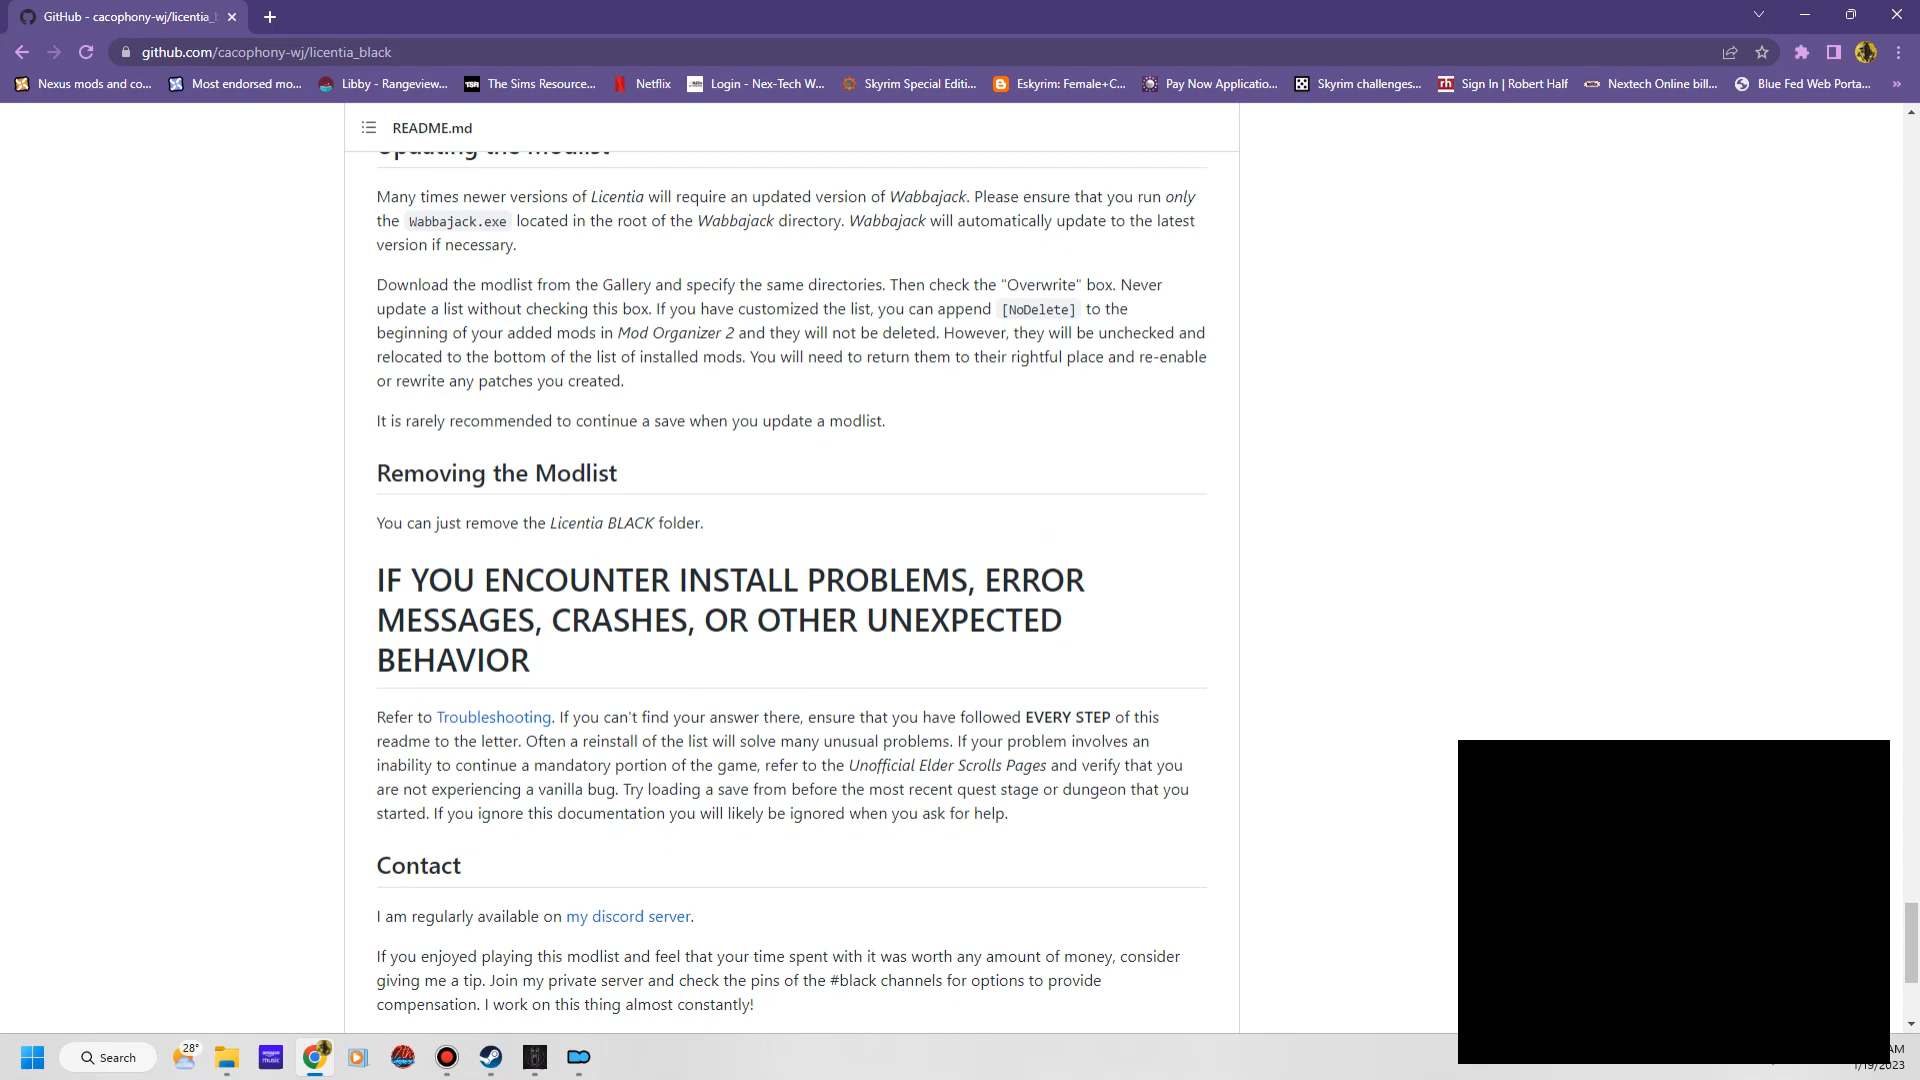 GitHub - cacophony-wj/licentia_
github.com/cacophony-wj/licentia_black
Nexus mods and co...
Most endorsed mo...
Libby - Rangeview...
TSR
The Sims Resource...
Netflix
Login - Nex-Tech W...
Skyrim Special Editi...
Eskyrim: Female+C...
Pay Now Applicatio...
Skyrim challenges...
rh
Sign In | Robert Half
Nextech Online bill...
Blue Fed Web Porta...
»
README.md
Updating the Modlist
Many times newer versions of Licentia will require an updated version of Wabbajack. Please ensure that you run only
the Wabbajack.exe located in the root of the Wabbajack directory. Wabbajack will automatically update to the latest
version if necessary.
Download the modlist from the Gallery and specify the same directories. Then check the "Overwrite" box. Never
update a list without checking this box. If you have customized the list, you can append [NoDelete] to the
beginning of your added mods in Mod Organizer 2 and they will not be deleted. However, they will be unchecked and
relocated to the bottom of the list of installed mods. You will need to return them to their rightful place and re-enable
or rewrite any patches you created.
It is rarely recommended to continue a save when you update a modlist.
Removing the Modlist
You can just remove the Licentia BLACK folder.
IF YOU ENCOUNTER INSTALL PROBLEMS, ERROR
MESSAGES, CRASHES, OR OTHER UNEXPECTED
BEHAVIOR
Refer to Troubleshooting. If you can't find your answer there, ensure that you have followed EVERY STEP of this
readme to the letter. Often a reinstall of the list will solve many unusual problems. If your problem involves an
inability to continue a mandatory portion of the game, refer to the Unofficial Elder Scrolls Pages and verify that you
are not experiencing a vanilla bug. Try loading a save from before the most recent quest stage or dungeon that you
started. If you ignore this documentation you will likely be ignored when you ask for help.
Contact
I am regularly available on my discord server.
If you enjoyed playing this modlist and feel that your time spent with it was worth any amount of money, consider
giving me a tip. Join my private server and check the pins of the #black channels for options to provide
compensation. I work on this thing almost constantly!
28°
Search
amazon music
AM
1/19/2023